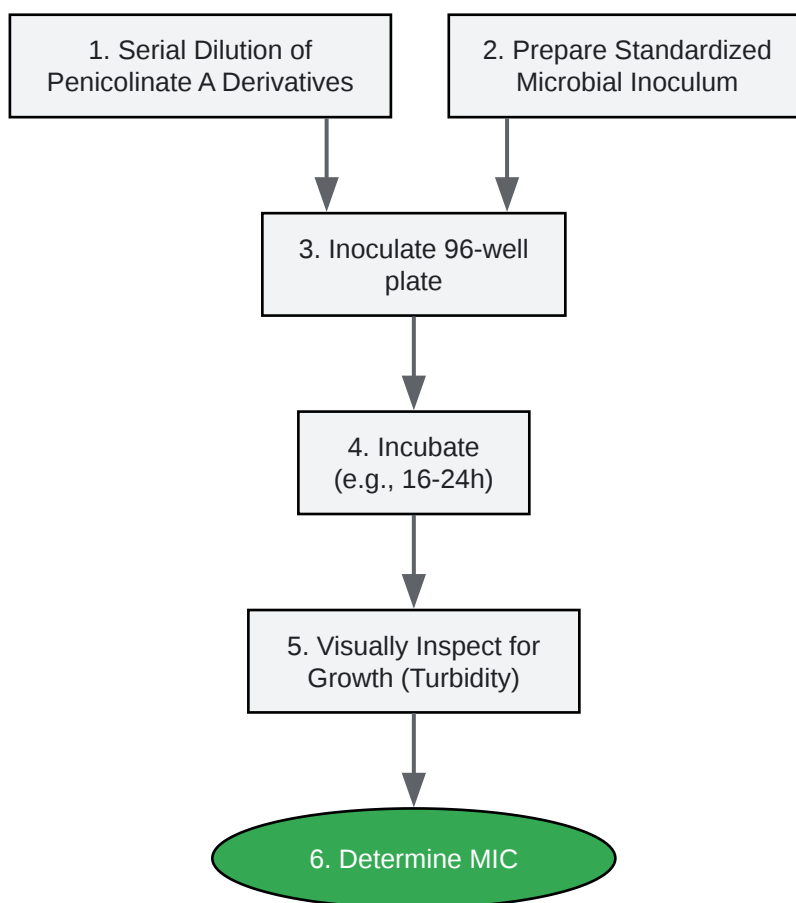 1. Serial Dilution of
Penicolinate A Derivatives
2. Prepare Standardized
Microbial Inoculum
3. Inoculate 96-well
plate
4. Incubate
(e.g., 16-24h)
5. Visually Inspect for
Growth (Turbidity)
6. Determine MIC